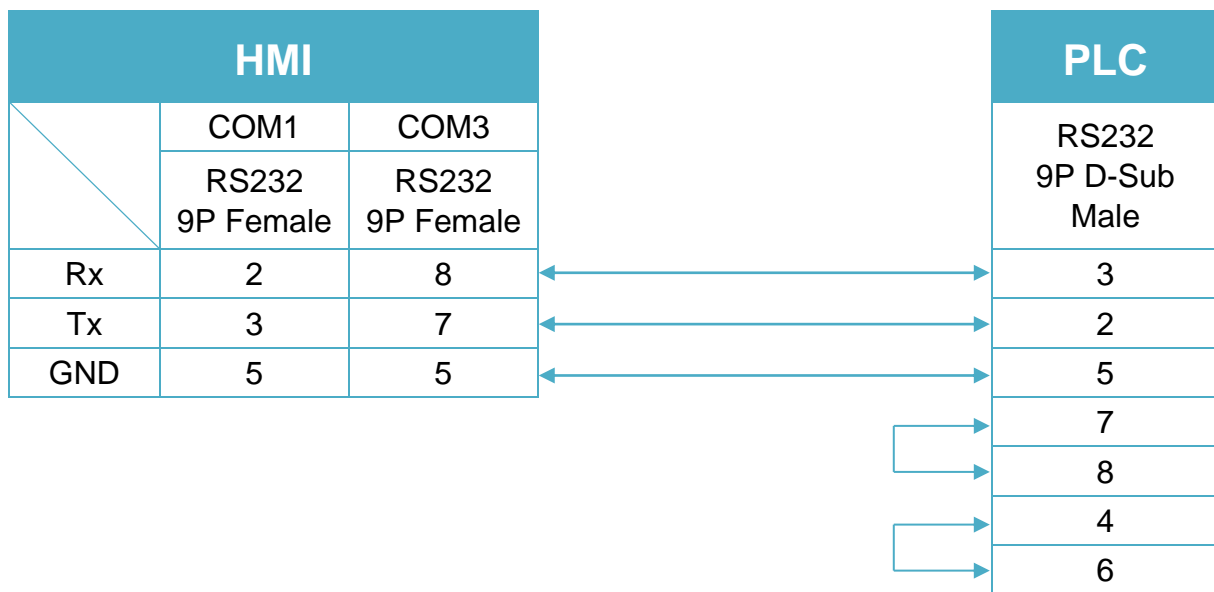 HMI
PLC
COM1 COM3
RS232
9P Female
RS232
9P Female
RS232
9P D-Sub
Male
Rx 2 8 3
Tx 3 7 2
GND 5 5 5
7
8
4
6